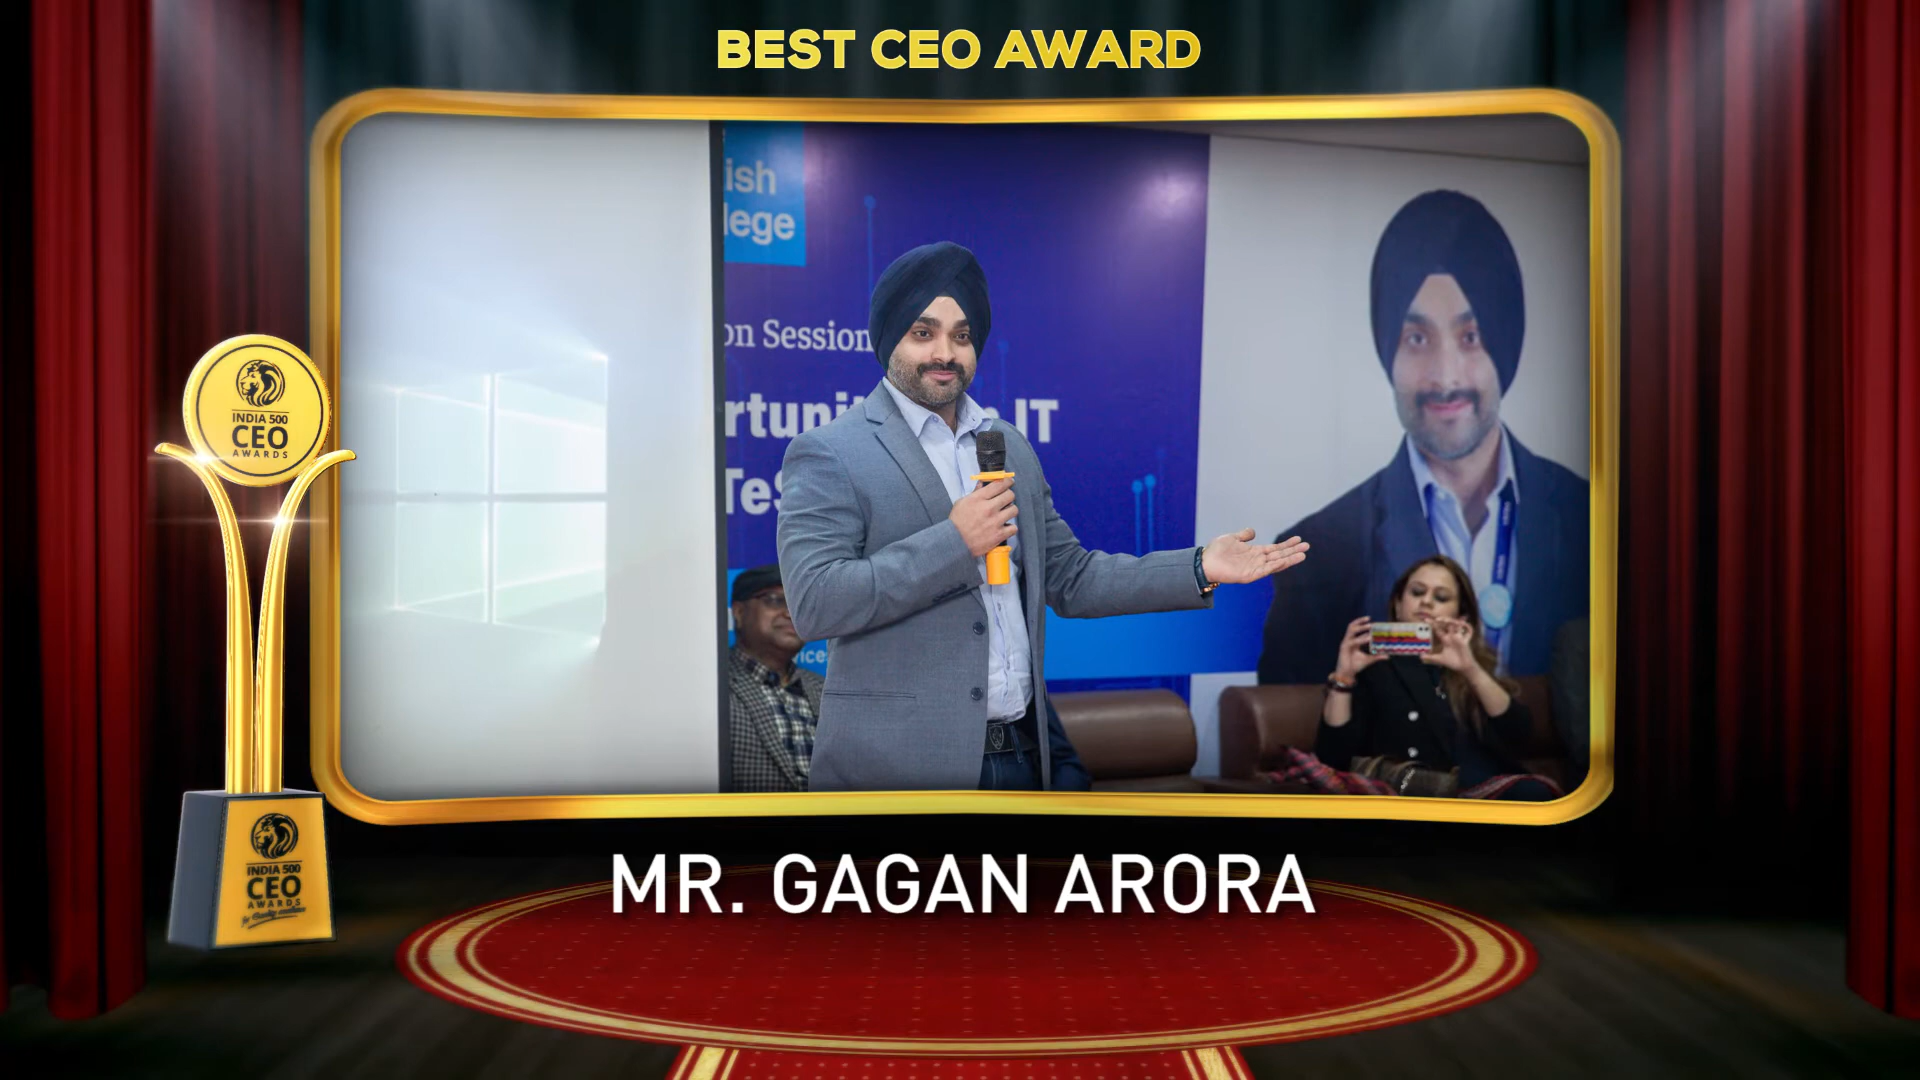 BEST CEO AWARD
ish
lege
on Session
IT
INDIA 500
CEO
AWARDS
INDIA 500
CEO
AWARDS
MR. GAGAN ARORA